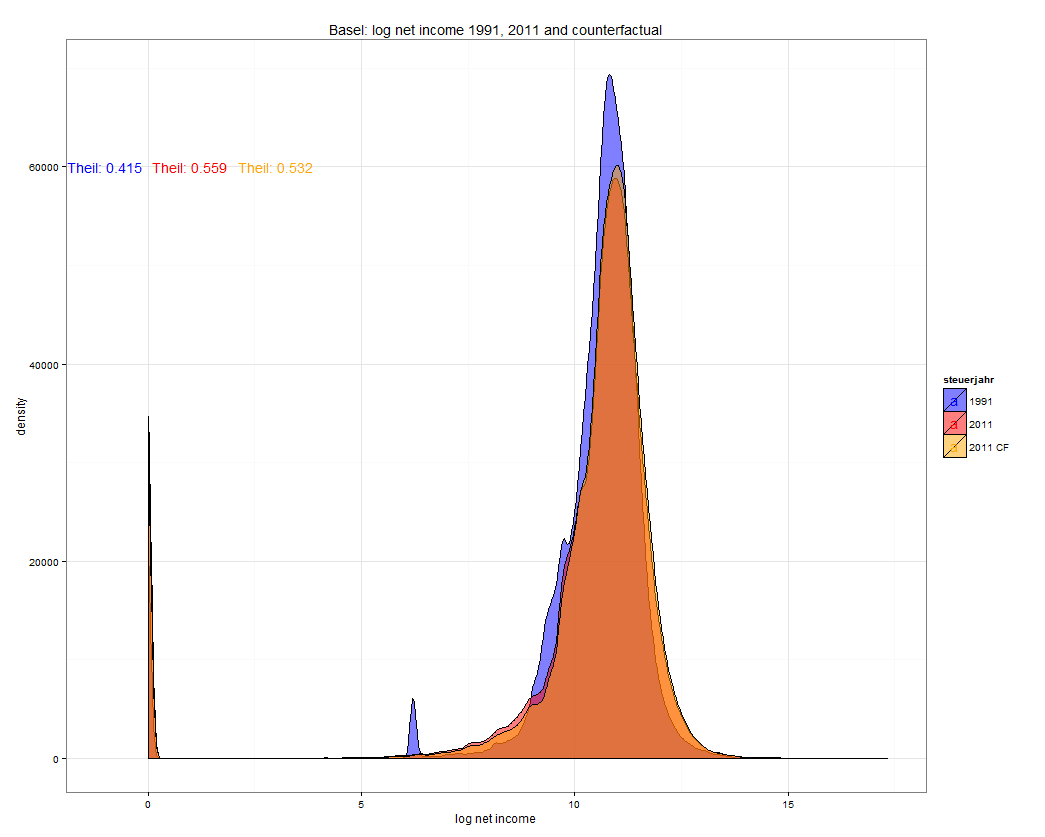 Basel: log net income 1991, 2011 and counterfactual
60000
Theil: 0.415 Theil: 0.559 Theil: 0.532
40000
20000
0
density
0 5 10 15
log net income
steuerjahr
a 1991
a 2011
a 2011 CF